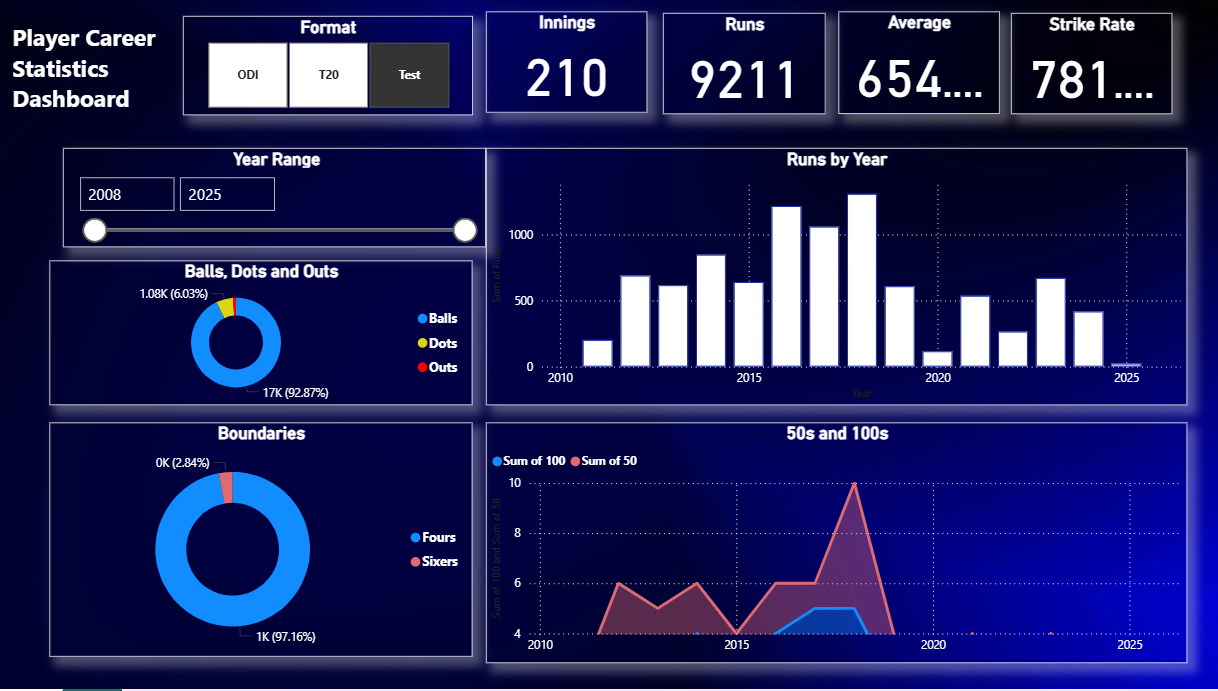 Player Career
Statistics
Dashboard
Format
ODI
T20
Test
Innings
210
Runs
9211
Average
654....
Strike Rate
781....
Year Range
2008
2025
Runs by Year
1000
500
0
2010
2015
2020
2025
Year
Balls, Dots and Outs
1.08K (6.03%)
17K (92.87%)
Balls
Dots
Outs
Boundaries
0K (2.84%)
1K (97.16%)
Fours
Sixers
50s and 100s
Sum of 100
Sum of 50
Sum of 100 and Sum of 50
10
8
6
4
2010
2015
2020
2025